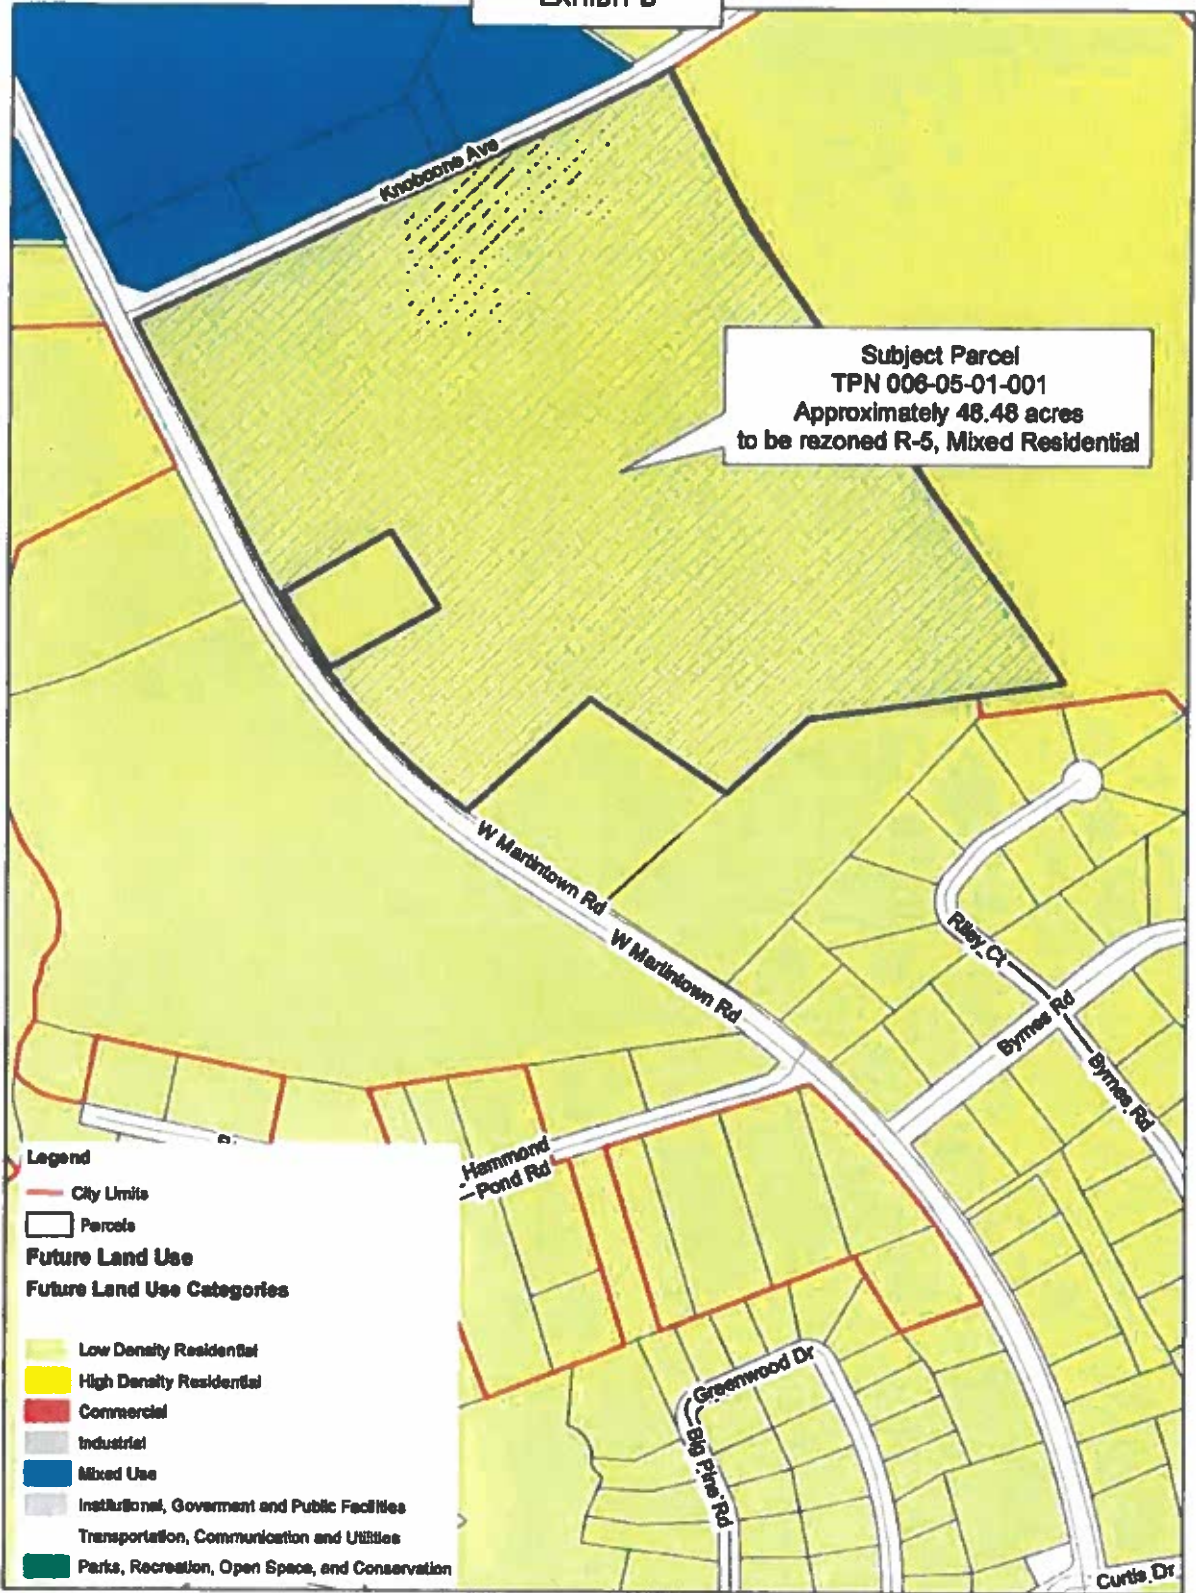 EXHIBIT B
Knobcone Ave
Subject Parcel
TPN 006-05-01-001
Approximately 48.48 acres
to be rezoned R-5, Mixed Residential
W Martintown Rd
W Martintown Rd
Riley Ct
Byrnes Rd
Byrnes Rd
Hammond
Pond Rd
Greenwood Dr
Big Pine Rd
Curtis Dr
Legend
City Limits
Parcels
Future Land Use
Future Land Use Categories
Low Density Residential
High Density Residential
Commercial
Industrial
Mixed Use
Institutional, Goverment and Public Facilities
Transportation, Communication and Utilities
Parks, Recreation, Open Space, and Conservation